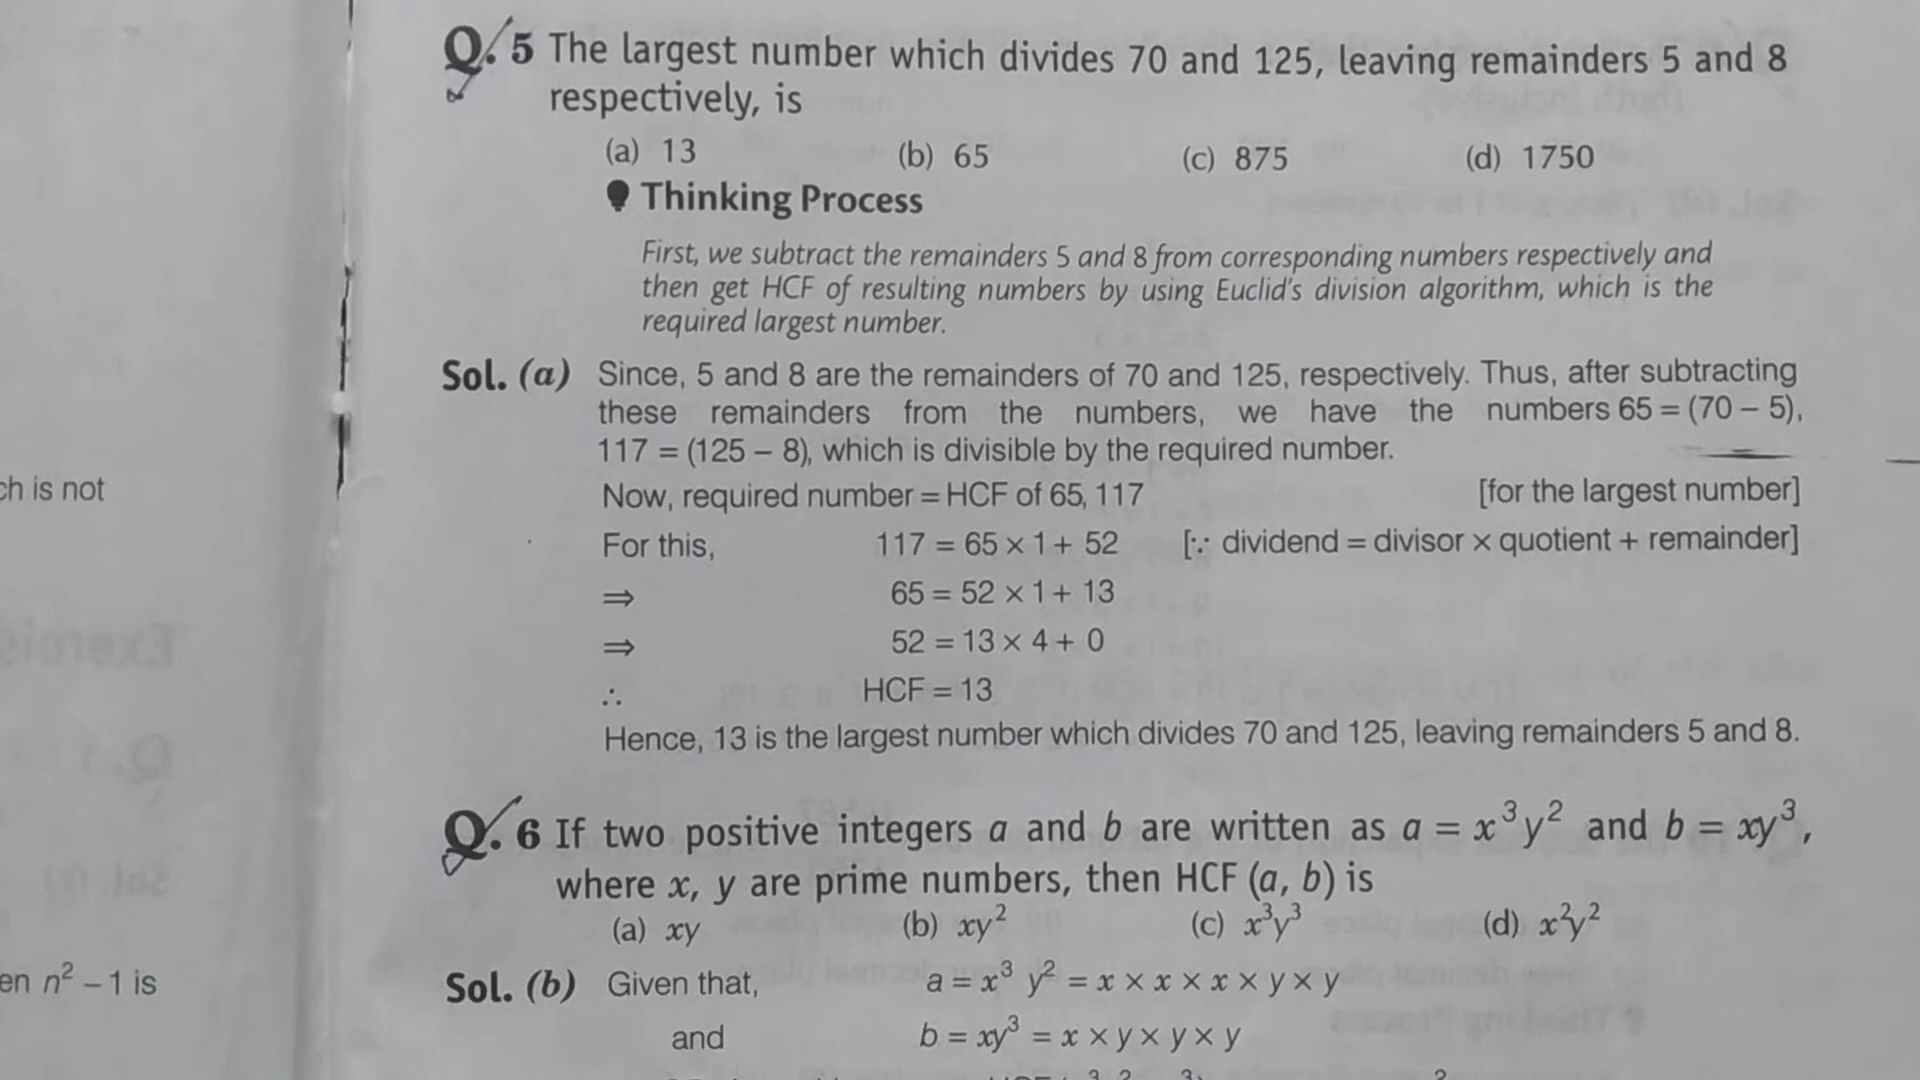 Q. 5 The largest number which divides 70 and 125, leaving remainders 5 and 8
respectively, is
(a) 13 (b) 65 (c) 875 (d) 1750
Thinking Process
First, we subtract the remainders 5 and 8 from corresponding numbers respectively and
then get HCF of resulting numbers by using Euclid's division algorithm, which is the
required largest number.
Sol. (a) Since, 5 and 8 are the remainders of 70 and 125, respectively. Thus, after subtracting
these remainders from the numbers, we have the numbers 65 = (70 – 5),
117 = (125 – 8), which is divisible by the required number.
Now, required number = HCF of 65, 117 [for the largest number]
For this, 117 = 65 × 1 + 52 [∵ dividend = divisor × quotient + remainder]
⇒ 65 = 52 × 1 + 13
⇒ 52 = 13 × 4 + 0
∴ HCF = 13
Hence, 13 is the largest number which divides 70 and 125, leaving remainders 5 and 8.
Q. 6 If two positive integers a and b are written as a = x³y² and b = xy³,
where x, y are prime numbers, then HCF (a, b) is
(a) xy (b) xy² (c) x³y³ (d) x²y²
Sol. (b) Given that, a = x³ y² = x × x × x × y × y
and b = xy³ = x × y × y × y
is not
n² – 1 is